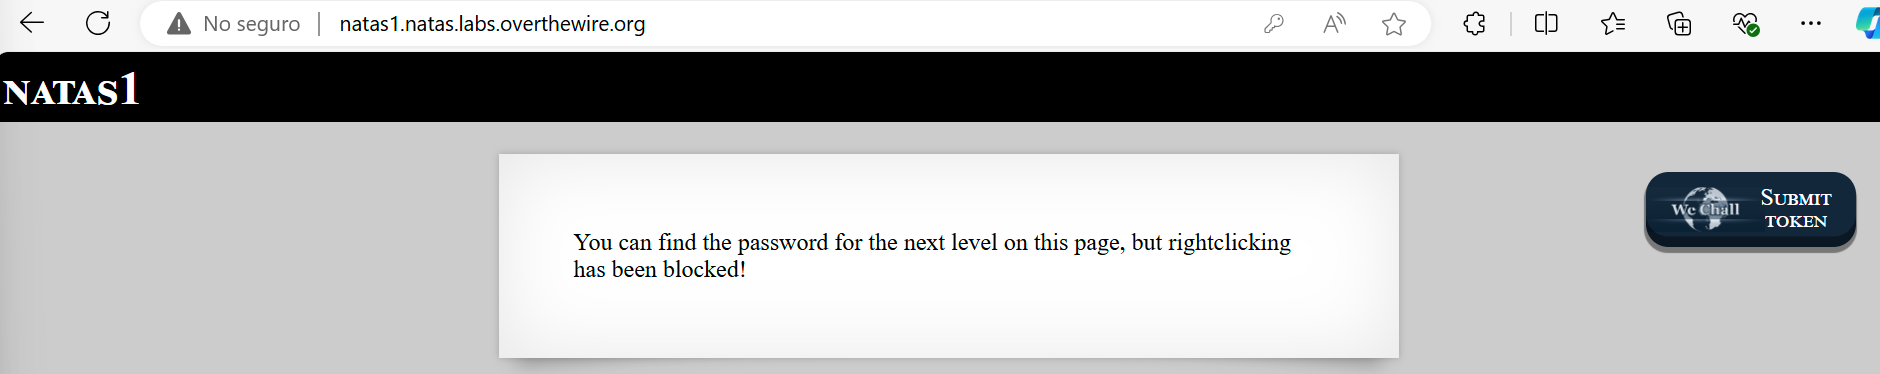 No seguro natas1.natas.labs.overthewire.org
NATAS1
You can find the password for the next level on this page, but rightclicking
has been blocked!
We Chall
SUBMIT
TOKEN